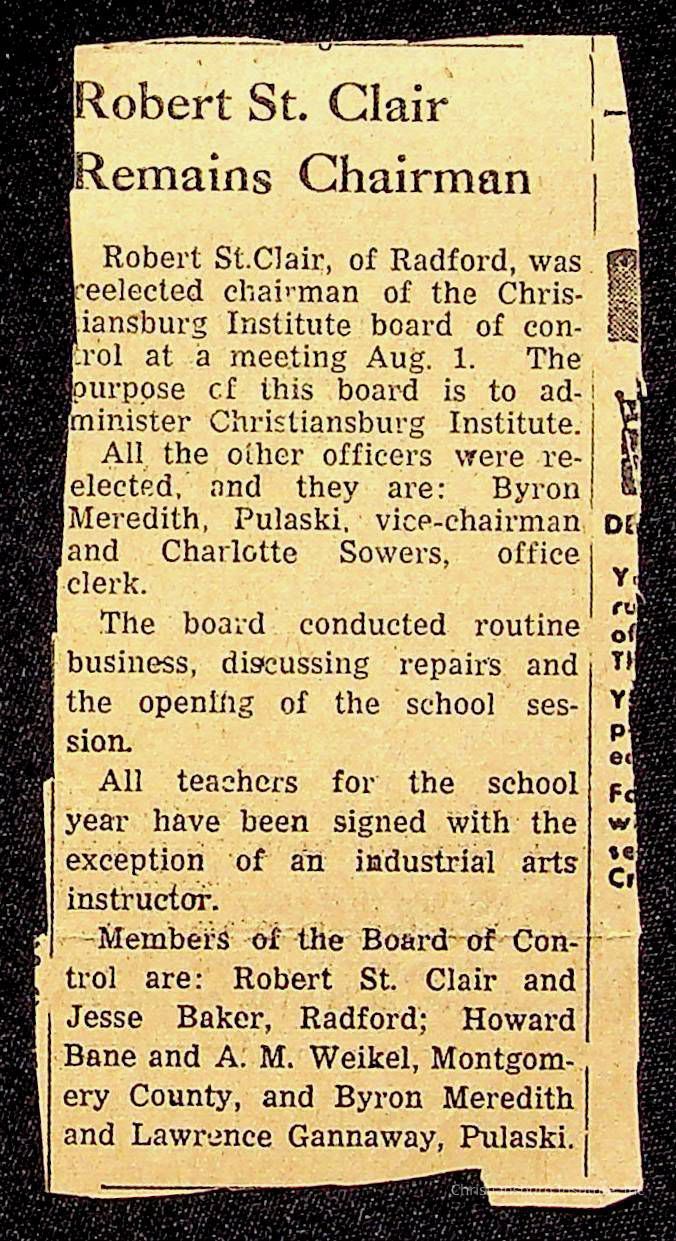 Robert St. Clair
Remains Chairman
Robert St.Clair, of Radford, was
reelected chairman of the Chris-
tiansburg Institute board of con-
trol at a meeting Aug. 1. The
purpose of this board is to ad-
minister Christiansburg Institute.
All the other officers were re-
elected, and they are: Byron
Meredith, Pulaski, vice-chairman
and Charlotte Sowers, office
clerk.
The board conducted routine
business, discussing repairs and
the opening of the school ses-
sion.
All teachers for the school
year have been signed with the
exception of an industrial arts
instructor.
Members of the Board of Con-
trol are: Robert St. Clair and
Jesse Baker, Radford; Howard
Bane and A. M. Weikel, Montgom-
ery County, and Byron Meredith
and Lawrence Gannaway, Pulaski.
DE
Y
ru
of
Y
p
ec
Fo
w
se